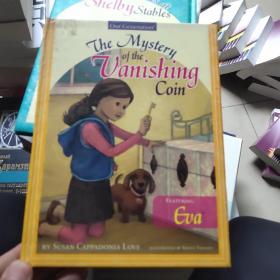 Shelby
Stables
Our Generation
The Mystery
of the
Vanishing
Coin
FEATURING
Eva
BY SUSAN CAPPADONIA LOVE